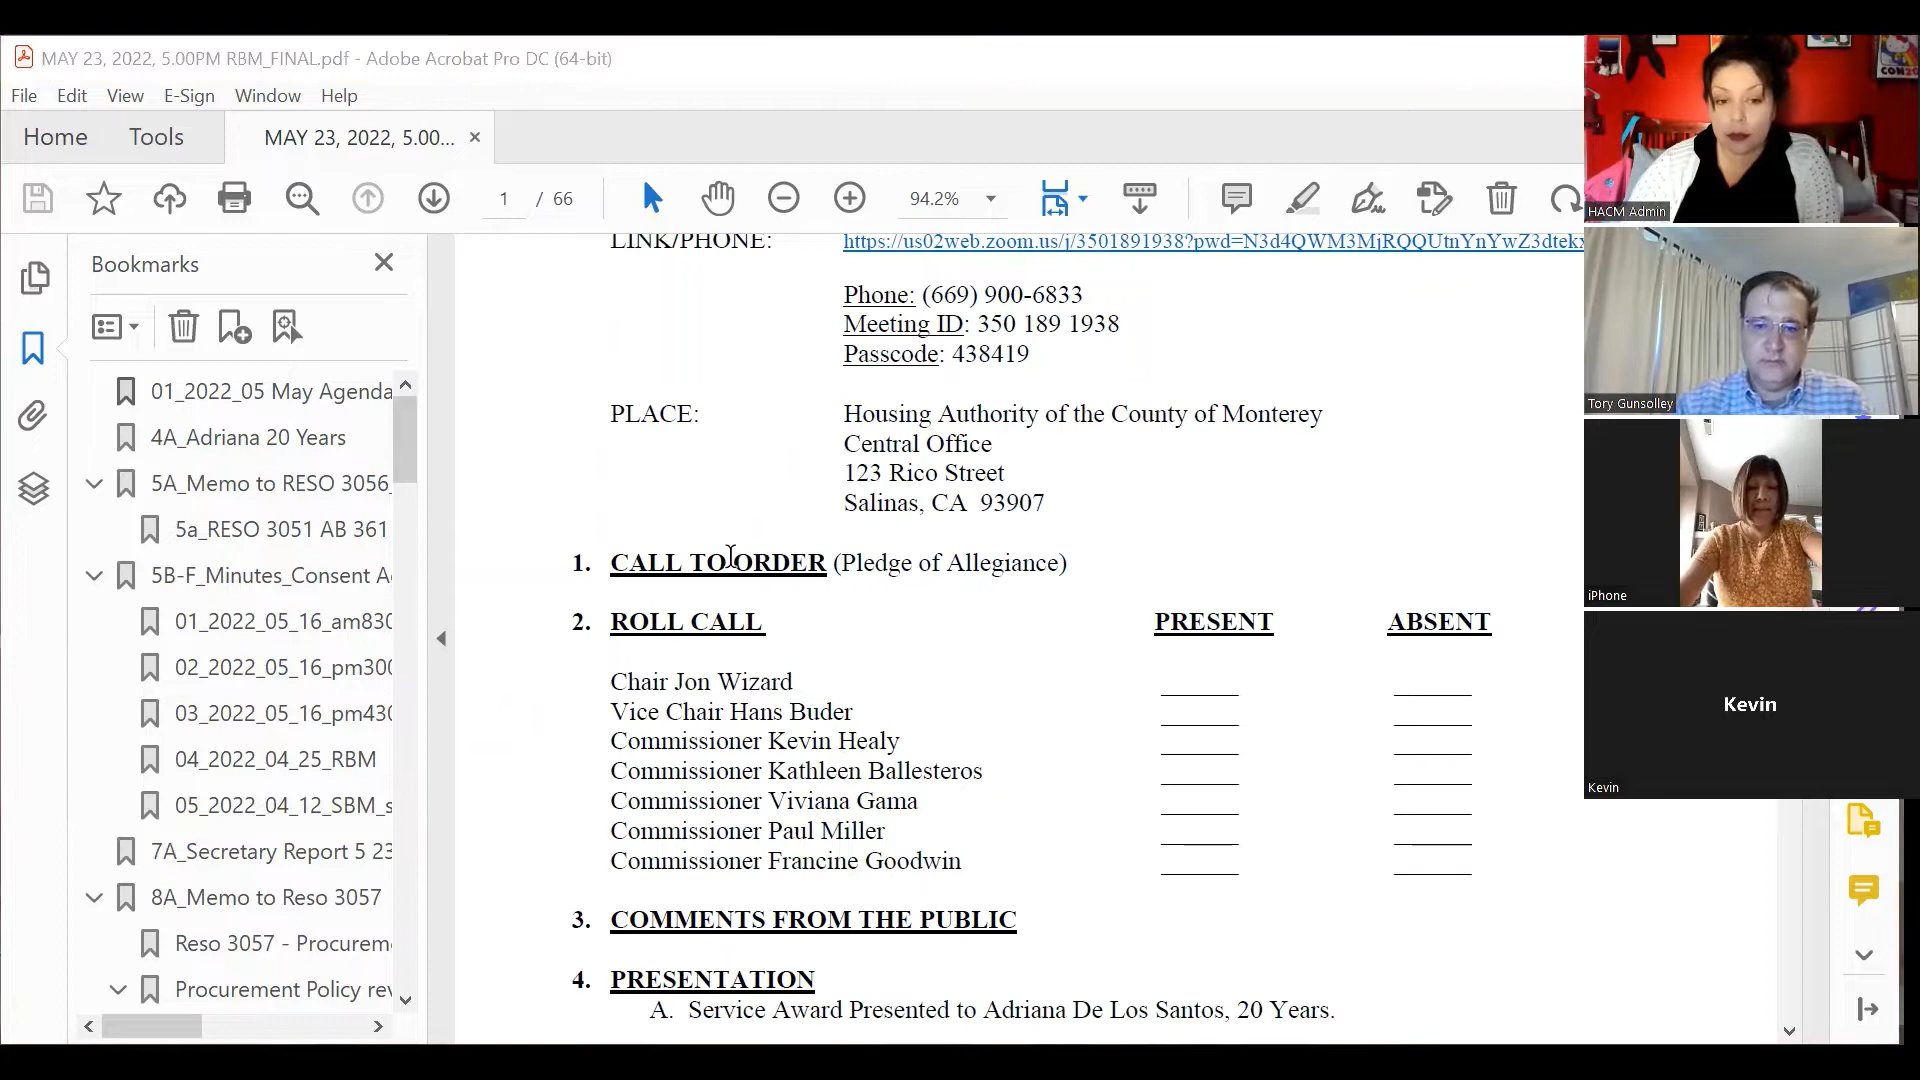 MAY 23, 2022, 5.00PM RBM_FINAL.pdf - Adobe Acrobat Pro DC (64-bit)
File Edit View E-Sign Window Help
Home Tools MAY 23, 2022, 5.00... ×
1 / 66 94.2%
Bookmarks
01_2022_05 May Agenda
4A_Adriana 20 Years
5A_Memo to RESO 3056_
5a_RESO 3051 AB 361
5B-F_Minutes_Consent A
01_2022_05_16_am830
02_2022_05_16_pm300
03_2022_05_16_pm430
04_2022_04_25_RBM
05_2022_04_12_SBM_s
7A_Secretary Report 5 23
8A_Memo to Reso 3057
Reso 3057 - Procurem
Procurement Policy rev
LINK/PHONE: https://us02web.zoom.us/j/3501891938?pwd=N3d4QWM3MjRQQUtnYnYwZ3dtekx
Phone: (669) 900-6833
Meeting ID: 350 189 1938
Passcode: 438419
PLACE: Housing Authority of the County of Monterey
Central Office
123 Rico Street
Salinas, CA 93907
1. CALL TO ORDER (Pledge of Allegiance)
2. ROLL CALL PRESENT ABSENT
Chair Jon Wizard
Vice Chair Hans Buder
Commissioner Kevin Healy
Commissioner Kathleen Ballesteros
Commissioner Viviana Gama
Commissioner Paul Miller
Commissioner Francine Goodwin
3. COMMENTS FROM THE PUBLIC
4. PRESENTATION
A. Service Award Presented to Adriana De Los Santos, 20 Years.
HACM Admin
Tory Gunsolley
iPhone
Kevin
Kevin